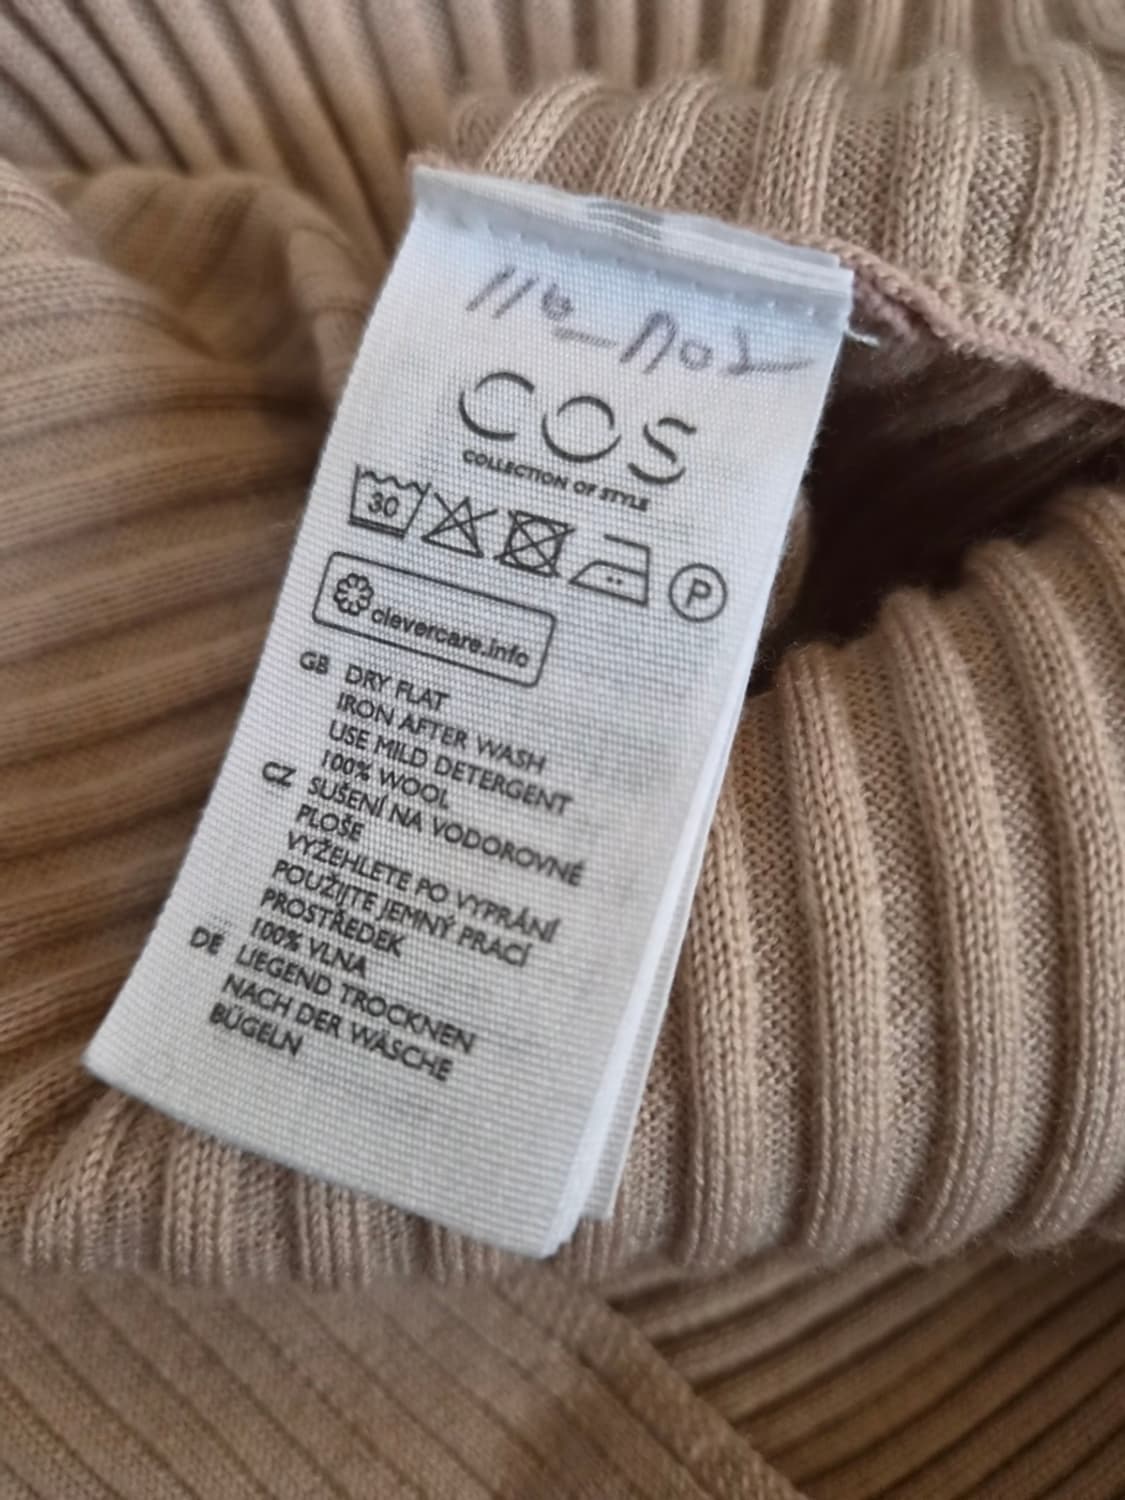 COS
COLLECTION OF STYLE
30
P
clevercare.info
GB DRY FLAT
IRON AFTER WASH
USE MILD DETERGENT
100% WOOL
CZ SUŠENÍ NA VODOROVNÉ
PLOŠE
VYŽEHLETE PO VYPRÁNÍ
POUŽIJTE JEMNÝ PRACÍ
PROSTŘEDEK
100% VLNA
DE LIEGEND TROCKNEN
NACH DER WÄSCHE
BÜGELN